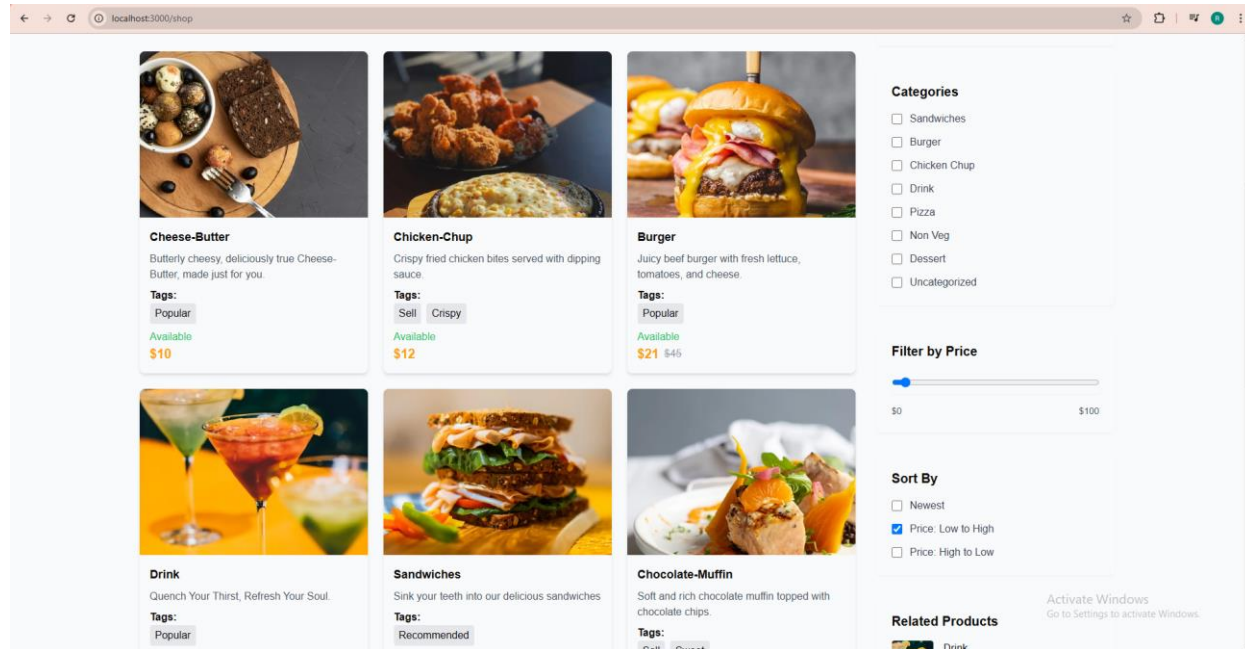 localhost:3000/shop
R
Cheese-Butter
Butterly cheesy, deliciously true Cheese-
Butter, made just for you.
Tags:
Popular
Available
$10
Chicken-Chup
Crispy fried chicken bites served with dipping
sauce.
Tags:
Sell Crispy
Available
$12
Burger
Juicy beef burger with fresh lettuce,
tomatoes, and cheese.
Tags:
Popular
Available
$21 $45
Drink
Quench Your Thirst, Refresh Your Soul.
Tags:
Popular
Sandwiches
Sink your teeth into our delicious sandwiches
Tags:
Recommended
Chocolate-Muffin
Soft and rich chocolate muffin topped with
chocolate chips.
Tags:
Sell Sweet
Categories
Sandwiches
Burger
Chicken Chup
Drink
Pizza
Non Veg
Dessert
Uncategorized
Filter by Price
$0 $100
Sort By
Newest
Price: Low to High
Price: High to Low
Related Products
Drink
Activate Windows
Go to Settings to activate Windows.